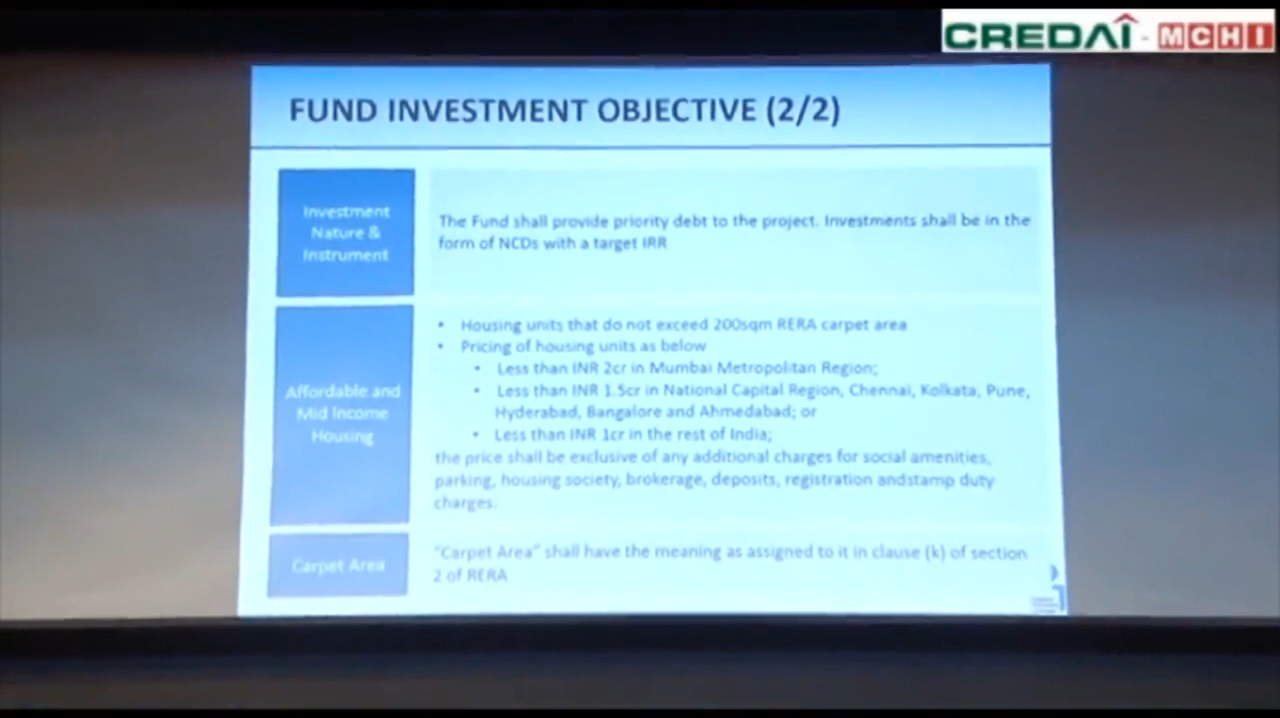 CREDAÎ - MCHI
FUND INVESTMENT OBJECTIVE (2/2)
Investment
Nature &
Instrument
The Fund shall provide priority debt to the project. Investments shall be in the
form of NCDs with a target IRR
Affordable and
Mid Income
Housing
• Housing units that do not exceed 200sqm RERA carpet area
• Pricing of housing units as below
• Less than INR 2cr in Mumbai Metropolitan Region;
• Less than INR 1.5cr in National Capital Region, Chennai, Kolkata, Pune,
Hyderabad, Bangalore and Ahmedabad; or
• Less than INR 1cr in the rest of India;
the price shall be exclusive of any additional charges for social amenities,
parking, housing society, brokerage, deposits, registration andstamp duty
charges.
Carpet Area
"Carpet Area" shall have the meaning as assigned to it in clause (k) of section
2 of RERA